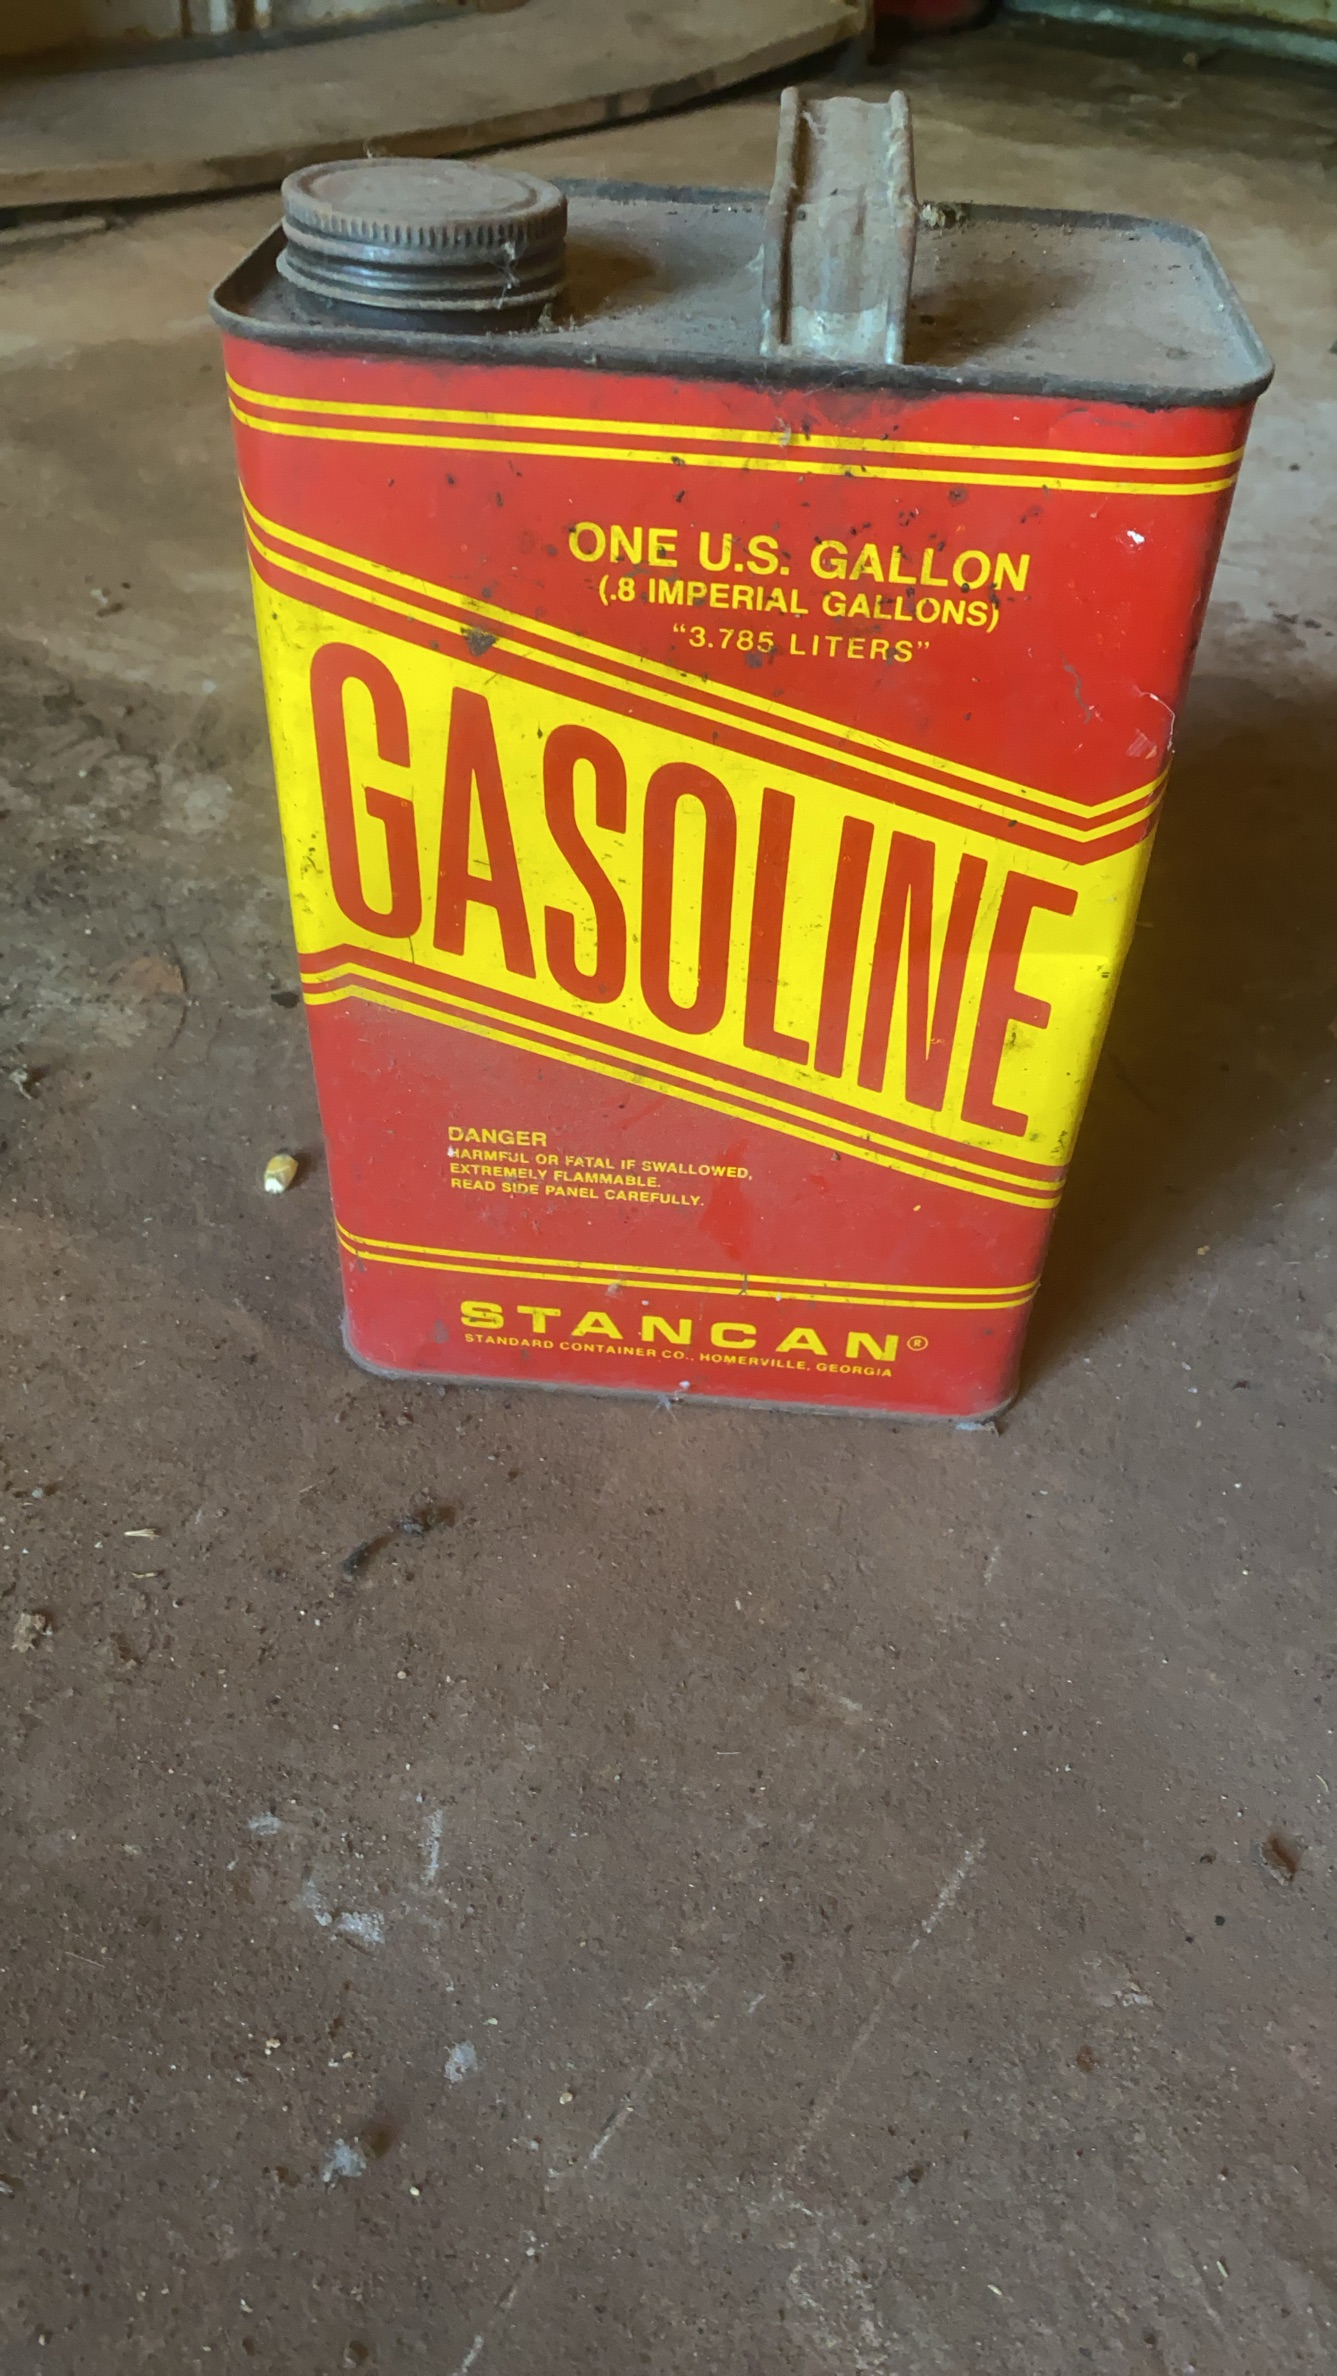 ONE U.S. GALLON
(.8 IMPERIAL GALLONS)
“3.785 LITERS”
GASOLINE
DANGER
HARMFUL OR FATAL IF SWALLOWED,
EXTREMELY FLAMMABLE.
READ SIDE PANEL CAREFULLY.
STANCAN®
STANDARD CONTAINER CO., HOMERVILLE, GEORGIA